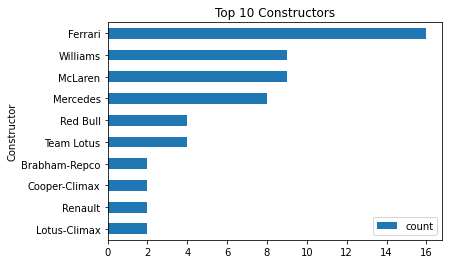 Top 10 Constructors
Constructor
Ferrari
Williams
McLaren
Mercedes
Red Bull
Team Lotus
Brabham-Repco
Cooper-Climax
Renault
Lotus-Climax
0 2 4 6 8 10 12 14 16
count